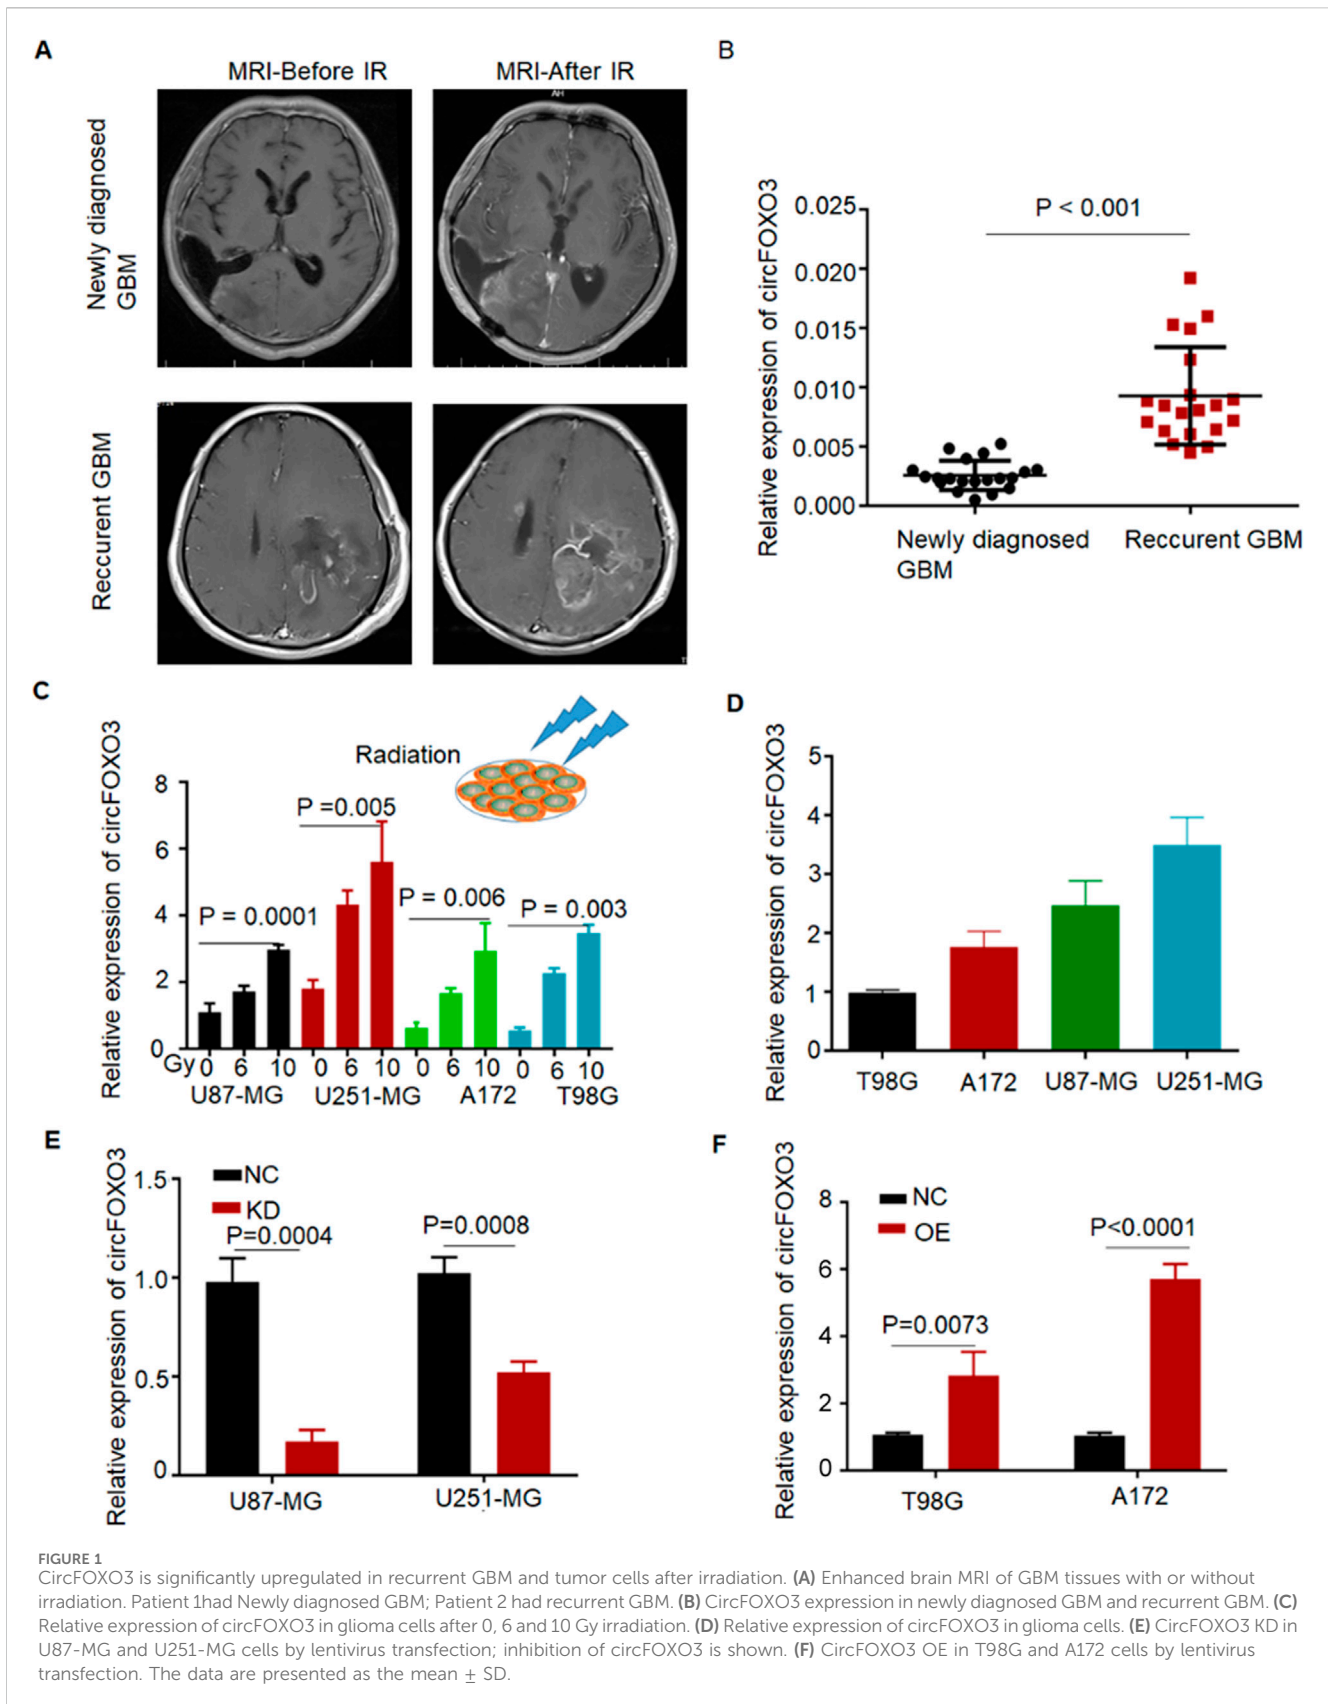 A
MRI-Before IR
MRI-After IR
Newly diagnosed
GBM
AH
Reccurent GBM
B
Relative expression of circFOXO3
0.025
0.020
0.015
0.010
0.005
0.000
P < 0.001
Newly diagnosed
GBM
Reccurent GBM
C
Relative expression of circFOXO3
Radiation
8
6
4
2
0
P = 0.0001
P =0.005
P = 0.006
P = 0.003
Gy 0 6 10 0 6 10 0 6 10 0 6 10
U87-MG U251-MG A172 T98G
D
Relative expression of circFOXO3
5
4
3
2
1
0
T98G A172 U87-MG U251-MG
E
Relative expression of circFOXO3
NC
KD
1.5
1.0
0.5
0
P=0.0004
P=0.0008
U87-MG U251-MG
F
Relative expression of circFOXO3
NC
OE
8
6
4
2
0
P=0.0073
P<0.0001
T98G A172
FIGURE 1
CircFOXO3 is significantly upregulated in recurrent GBM and tumor cells after irradiation. (A) Enhanced brain MRI of GBM tissues with or without
irradiation. Patient 1had Newly diagnosed GBM; Patient 2 had recurrent GBM. (B) CircFOXO3 expression in newly diagnosed GBM and recurrent GBM. (C)
Relative expression of circFOXO3 in glioma cells after 0, 6 and 10 Gy irradiation. (D) Relative expression of circFOXO3 in glioma cells. (E) CircFOXO3 KD in
U87-MG and U251-MG cells by lentivirus transfection; inhibition of circFOXO3 is shown. (F) CircFOXO3 OE in T98G and A172 cells by lentivirus
transfection. The data are presented as the mean ± SD.